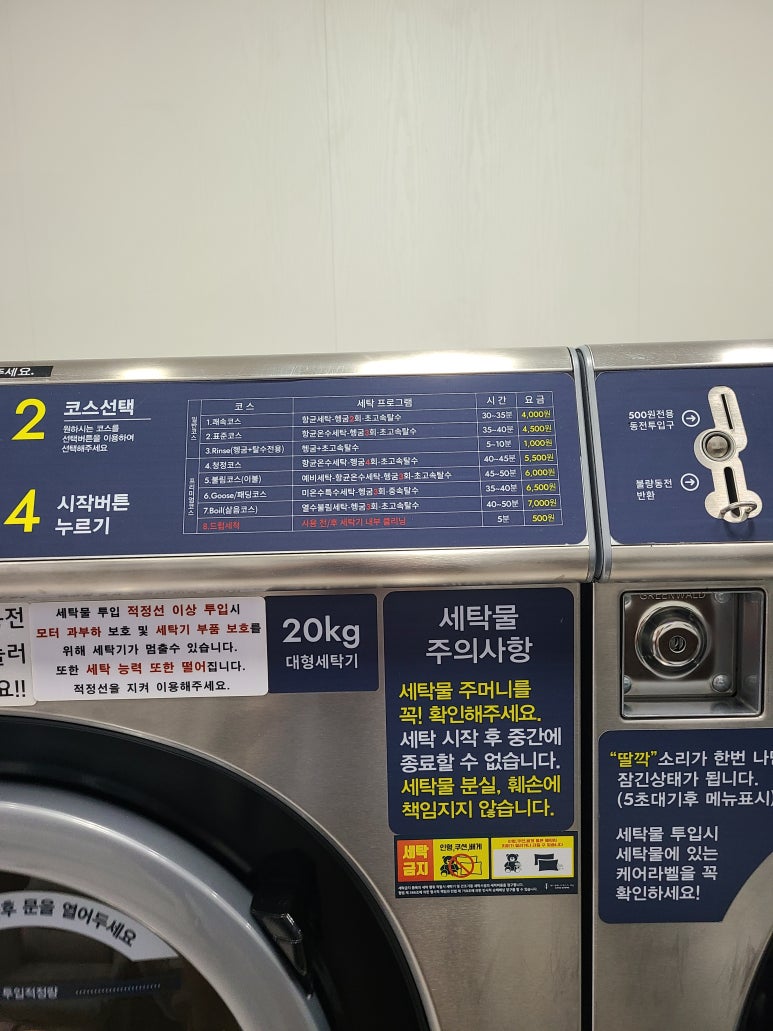 주세요.
2 코스선택
원하시는 코스를
선택버튼을 이용하여
선택해주세요
4 시작버튼
누르기
코 스 세탁 프로그램 시 간 요 금
1.쾌속코스 항균세탁-헹굼2회-초고속탈수 30~35분 4,000원
2.표준코스 항균온수세탁-헹굼3회-초고속탈수 35~40분 4,500원
3.Rinse(헹굼+탈수전용) 헹굼+초고속탈수 5~10분 1,000원
4.청정코스 항균온수세탁-헹굼4회-초고속탈수 40~45분 5,500원
5.불림코스(이불) 예비세탁-항균온수세탁-헹굼3회-초고속탈수 45~50분 6,000원
6.Goose/패딩코스 미온수특수세탁-헹굼3회-중속탈수 35~40분 6,500원
7.Boil(삶음코스) 열수불림세탁-헹굼3회-초고속탈수 40~50분 7,000원
8.드럼세척 사용 전/후 세탁기 내부 클리닝 5분 500원
프리미엄코스
500원전용
동전투입구
불량동전
반환
GREENWALD
세탁물 투입 적정선 이상 투입시
모터 과부하 보호 및 세탁기 부품 보호를
위해 세탁기가 멈출수 있습니다.
또한 세탁 능력 또한 떨어집니다.
적정선을 지켜 이용해주세요.
20kg
대형세탁기
세탁물
주의사항
세탁물 주머니를
꼭! 확인해주세요.
세탁 시작 후 중간에
종료할 수 없습니다.
세탁물 분실, 훼손에
책임지지 않습니다.
세탁
금지
인형,쿠션,베개
"딸깍"소리가 한번 나면
잠긴상태가 됩니다.
(5초대기후 메뉴표시)
세탁물 투입시
세탁물에 있는
케어라벨을 꼭
확인하세요!
후 문을 열어두세요
투입적정량